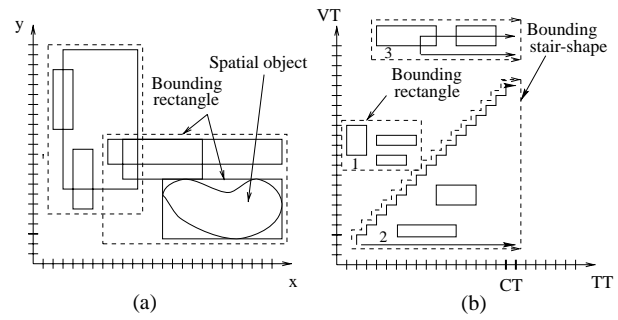 y
Spatial object
Bounding
rectangle
x
(a)
VT
3
Bounding
stair-shape
Bounding
rectangle
1
2
CT
TT
(b)